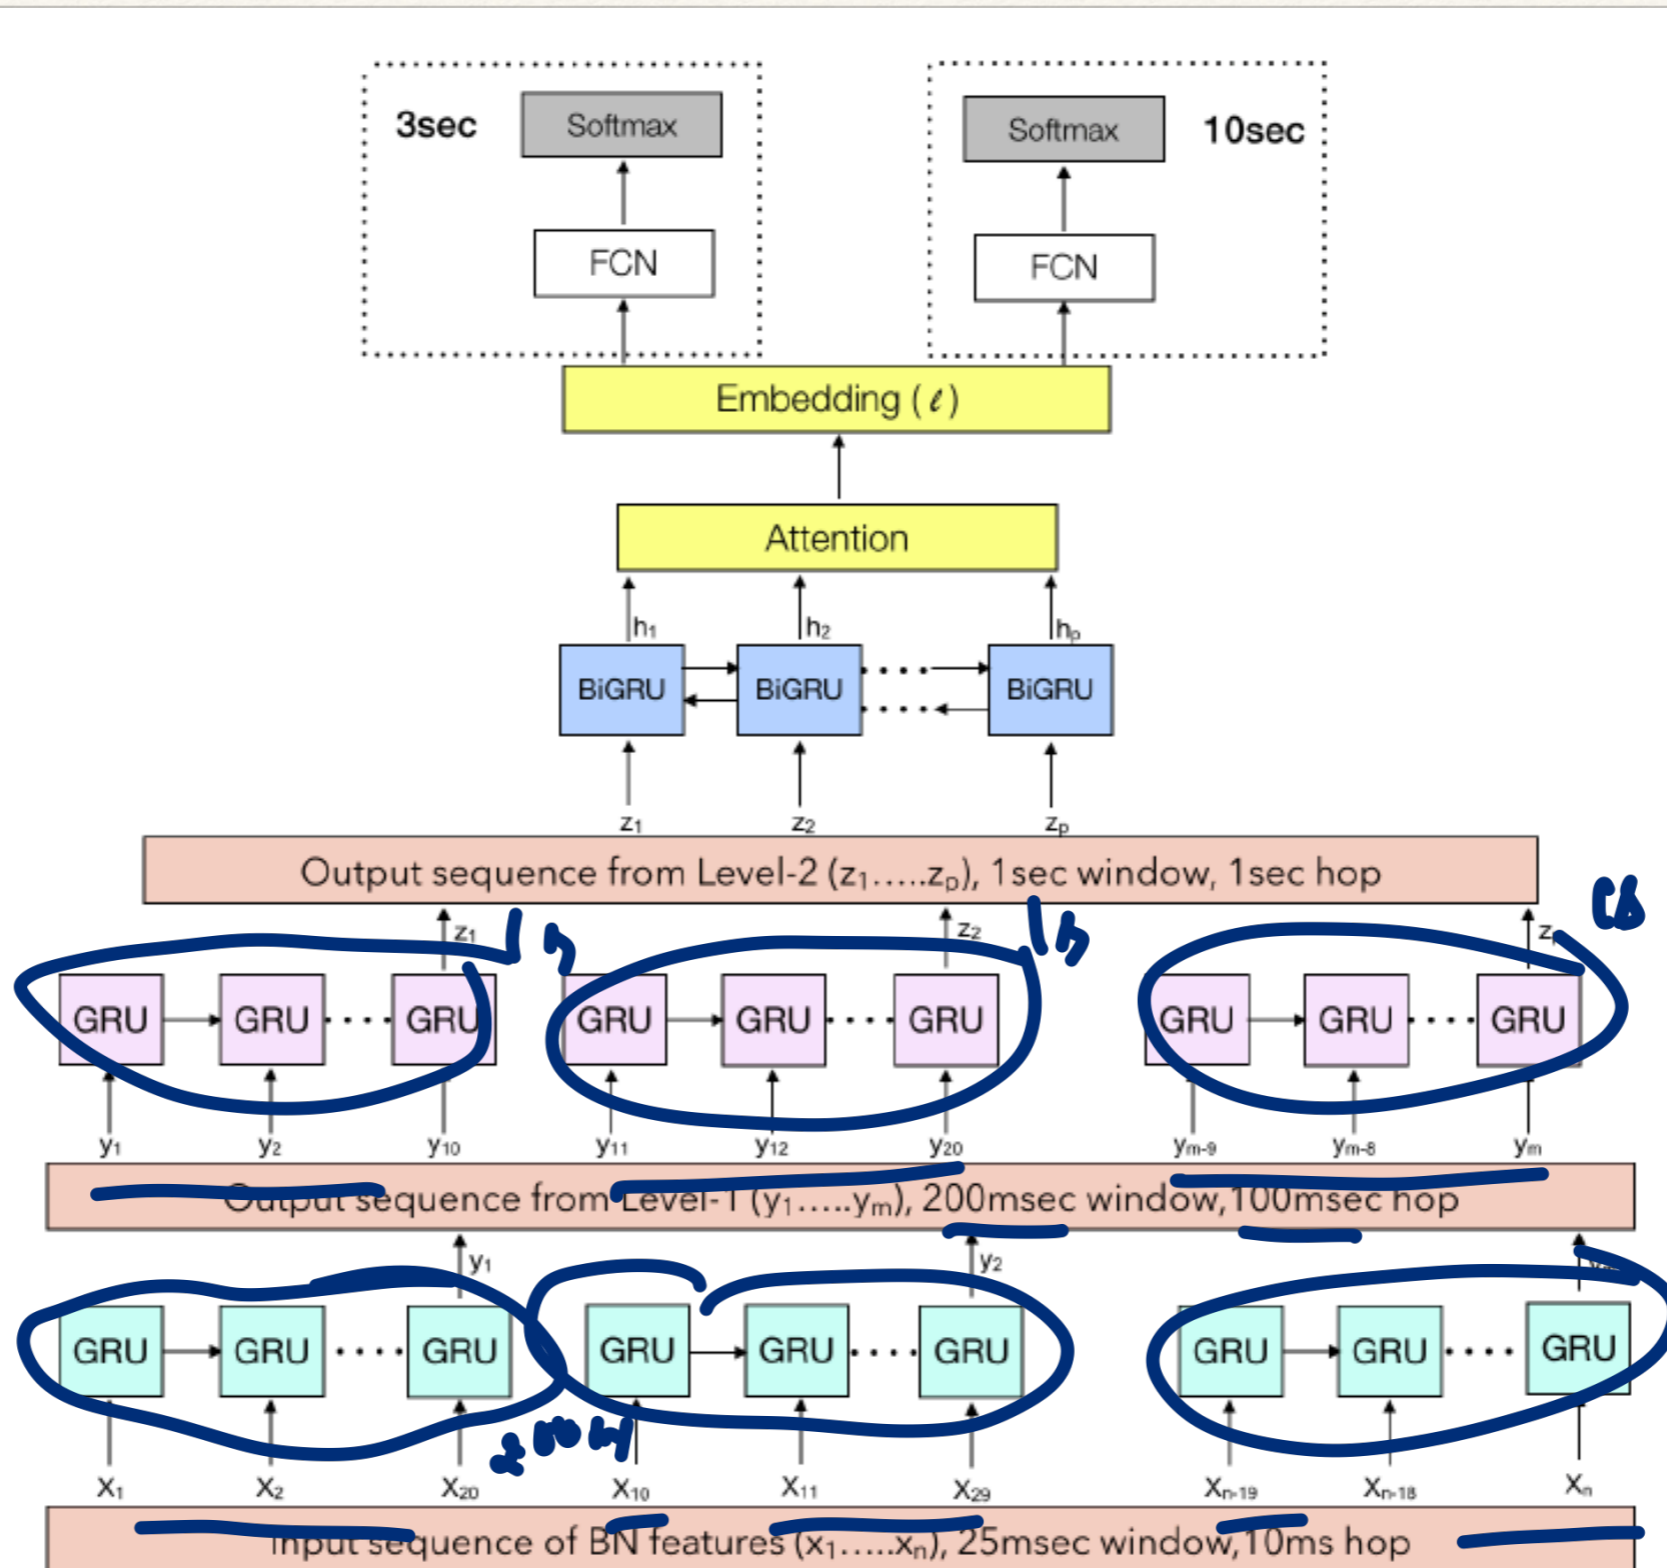 3sec Softmax Softmax 10sec
FCN FCN
Embedding (ℓ)
Attention
h₁ h₂ hₚ
BiGRU BiGRU BiGRU
z₁ z₂ zₚ
Output sequence from Level-2 (z₁.....zₚ), 1sec window, 1sec hop
z₁ z₂
GRU GRU GRU GRU GRU GRU GRU GRU GRU
y₁ y₂ y₁₀ y₁₁ y₁₂ y₂₀ yₘ₋₉ yₘ₋₈ yₘ
Output sequence from Level-1 (y₁.....yₘ), 200msec window,100msec hop
y₁ y₂
GRU GRU GRU GRU GRU GRU GRU GRU GRU
x₁ x₂ x₂₀ x₁₀ x₁₁ x₂₉ xₙ₋₁₉ xₙ₋₁₈ xₙ
Input sequence of BN features (x₁.....xₙ), 25msec window,10ms hop